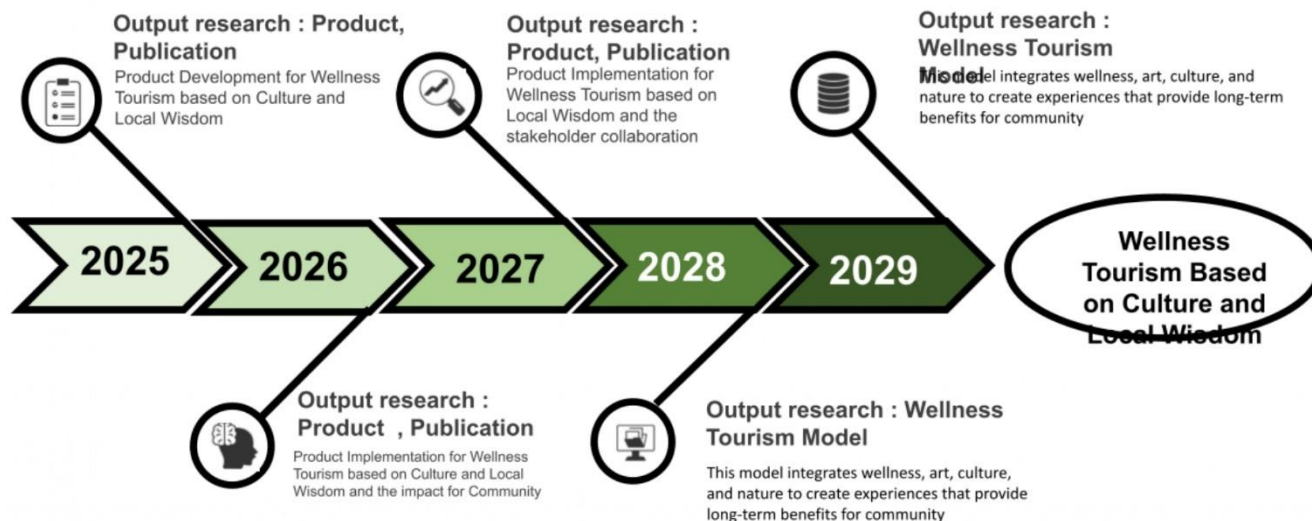 Output research : Product,
Publication
Product Development for Wellness
Tourism based on Culture and
Local Wisdom
Output research :
Product, Publication
Product Implementation for
Wellness Tourism based on
Local Wisdom and the
stakeholder collaboration
Output research :
Wellness Tourism
Model
This model integrates wellness, art, culture, and
nature to create experiences that provide long-term
benefits for community
2025
2026
2027
2028
2029
Wellness
Tourism Based
on Culture and
Local Wisdom
Output research :
Product , Publication
Product Implementation for Wellness
Tourism based on Culture and Local
Wisdom and the impact for Community
Output research : Wellness
Tourism Model
This model integrates wellness, art, culture,
and nature to create experiences that provide
long-term benefits for community